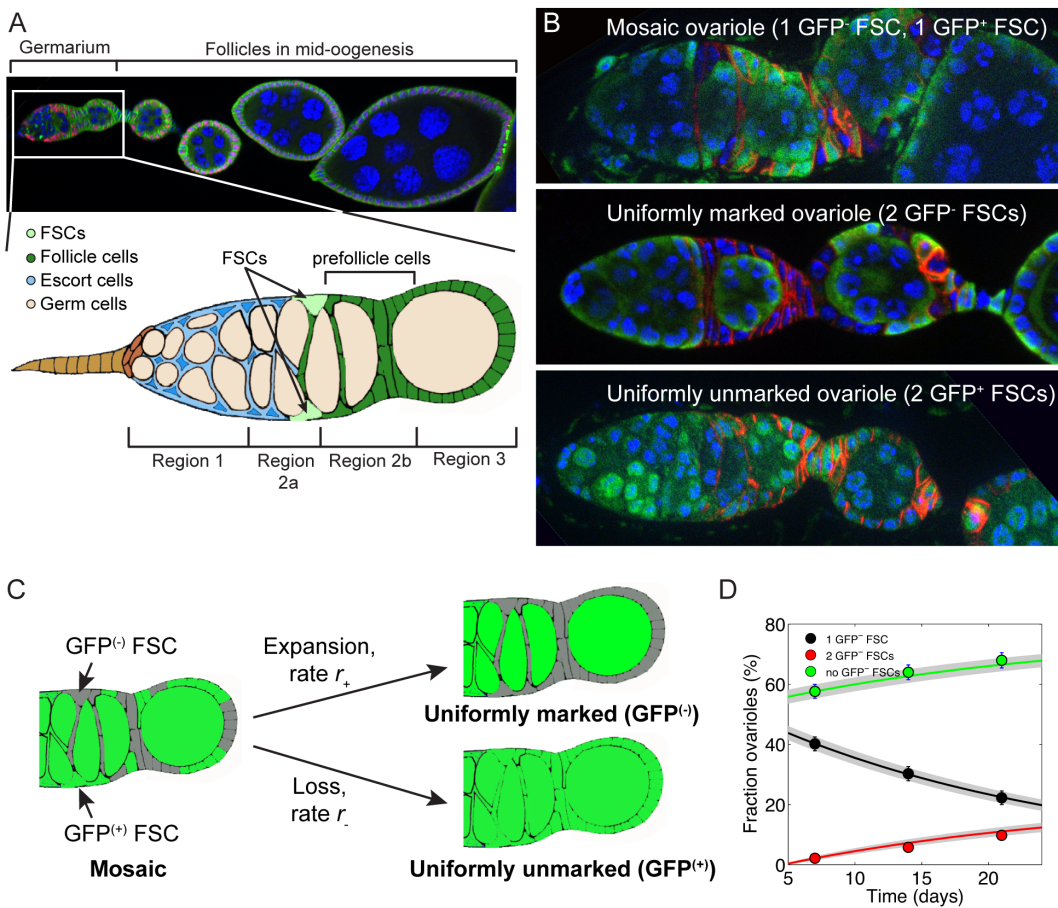 A
Germarium
Follicles in mid-oogenesis
FSCs
Follicle cells
Escort cells
Germ cells
FSCs
prefollicle cells
Region 1
Region
2a
Region 2b
Region 3
B
Mosaic ovariole (1 GFP⁻ FSC, 1 GFP⁺ FSC)
Uniformly marked ovariole (2 GFP⁻ FSCs)
Uniformly unmarked ovariole (2 GFP⁺ FSCs)
C
GFP⁽⁻⁾ FSC
GFP⁽⁺⁾ FSC
Mosaic
Expansion,
rate r₊
Loss,
rate r₋
Uniformly marked (GFP⁽⁻⁾)
Uniformly unmarked (GFP⁽⁺⁾)
D
Fraction ovarioles (%)
80
60
40
20
0
1 GFP⁻ FSC
2 GFP⁻ FSCs
no GFP⁻ FSCs
5
10
15
20
Time (days)